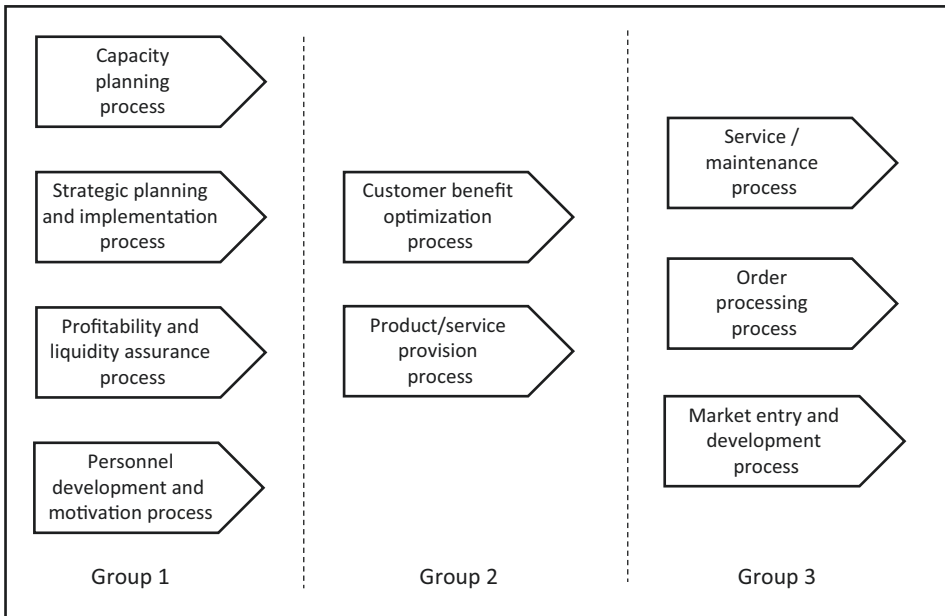 Capacity
planning
process
Strategic planning
and implementation
process
Profitability and
liquidity assurance
process
Personnel
development and
motivation process
Group 1
Customer benefit
optimization
process
Product/service
provision
process
Group 2
Service /
maintenance
process
Order
processing
process
Market entry and
development
process
Group 3